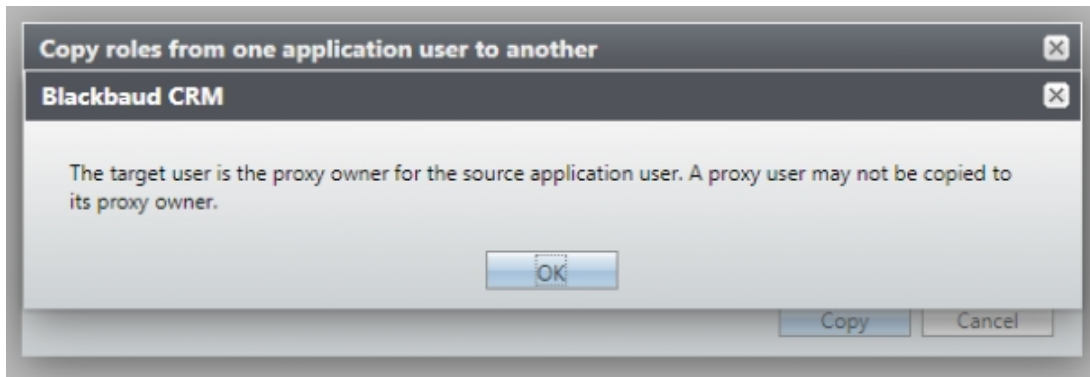 Copy roles from one application user to another
Blackbaud CRM
The target user is the proxy owner for the source application user. A proxy user may not be copied to
its proxy owner.
OK
Copy Cancel